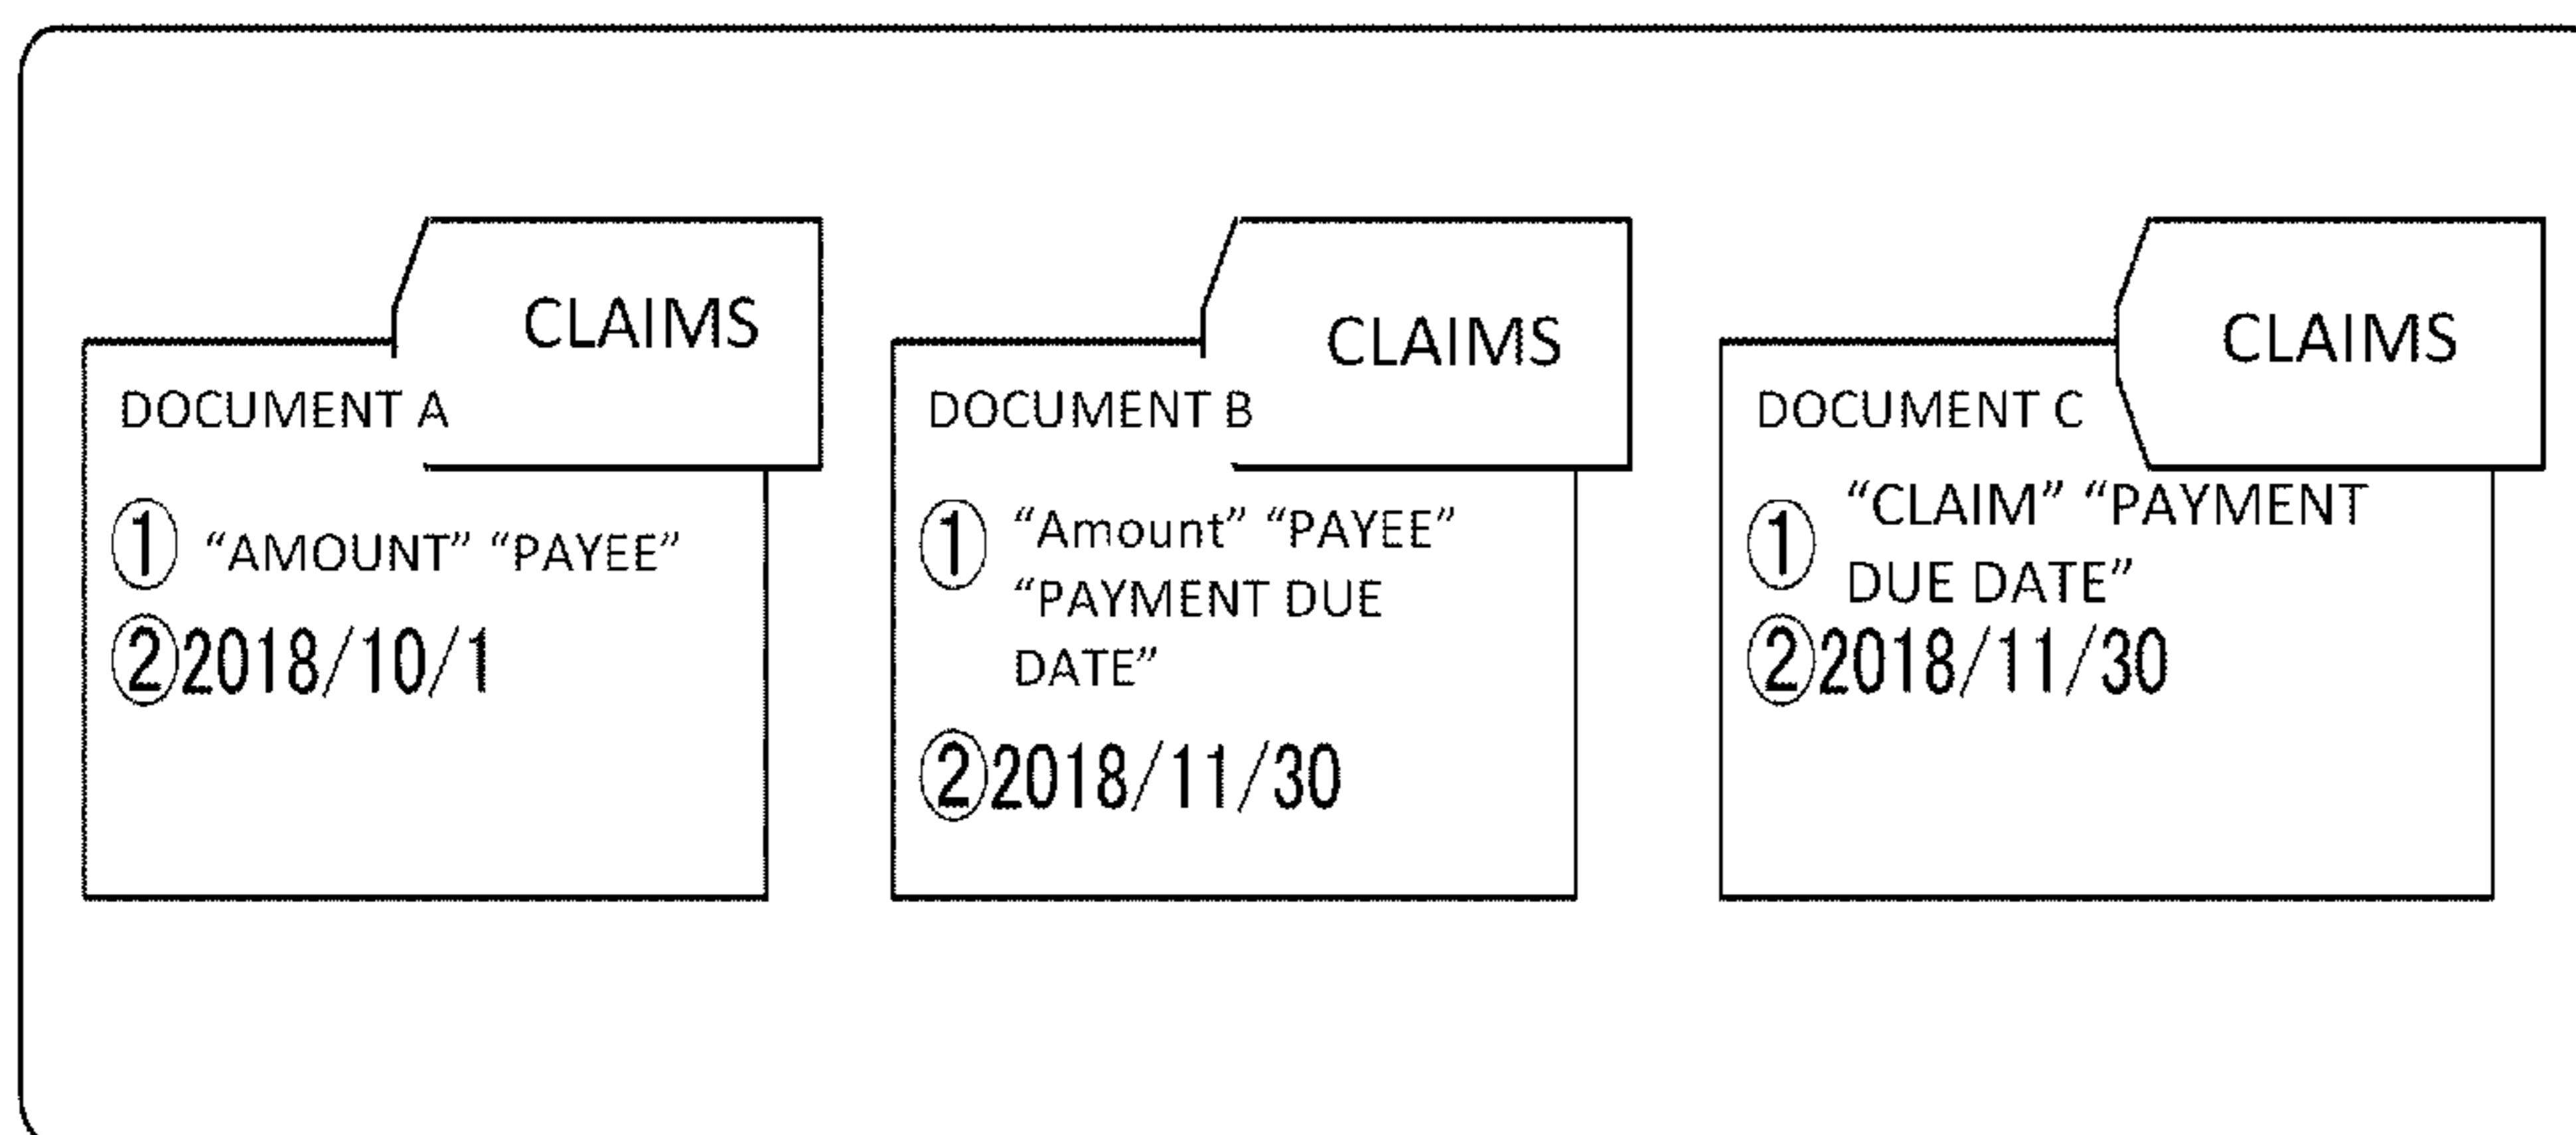 CLAIMS
DOCUMENT A
① “AMOUNT” “PAYEE”
②2018/10/1
CLAIMS
DOCUMENT B
① “Amount” “PAYEE”
“PAYMENT DUE
DATE”
②2018/11/30
CLAIMS
DOCUMENT C
① “CLAIM” “PAYMENT
DUE DATE”
②2018/11/30